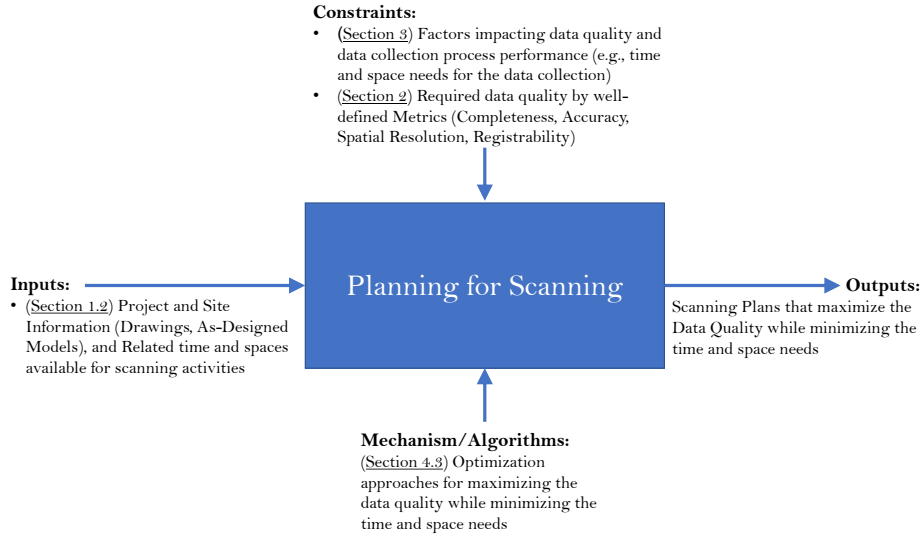 Constraints:
• (Section 3) Factors impacting data quality and
data collection process performance (e.g., time
and space needs for the data collection)
• (Section 2) Required data quality by well-
defined Metrics (Completeness, Accuracy,
Spatial Resolution, Registrability)
Inputs:
• (Section 1.2) Project and Site
Information (Drawings, As-Designed
Models), and Related time and spaces
available for scanning activities
Planning for Scanning
Outputs:
Scanning Plans that maximize the
Data Quality while minimizing the
time and space needs
Mechanism/Algorithms:
(Section 4.3) Optimization
approaches for maximizing the
data quality while minimizing the
time and space needs